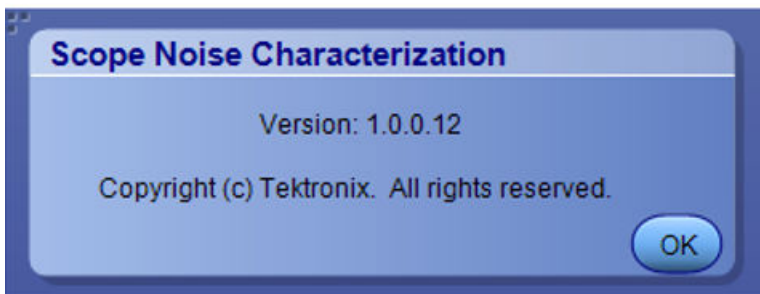 Scope Noise Characterization
Version: 1.0.0.12
Copyright (c) Tektronix. All rights reserved.
OK